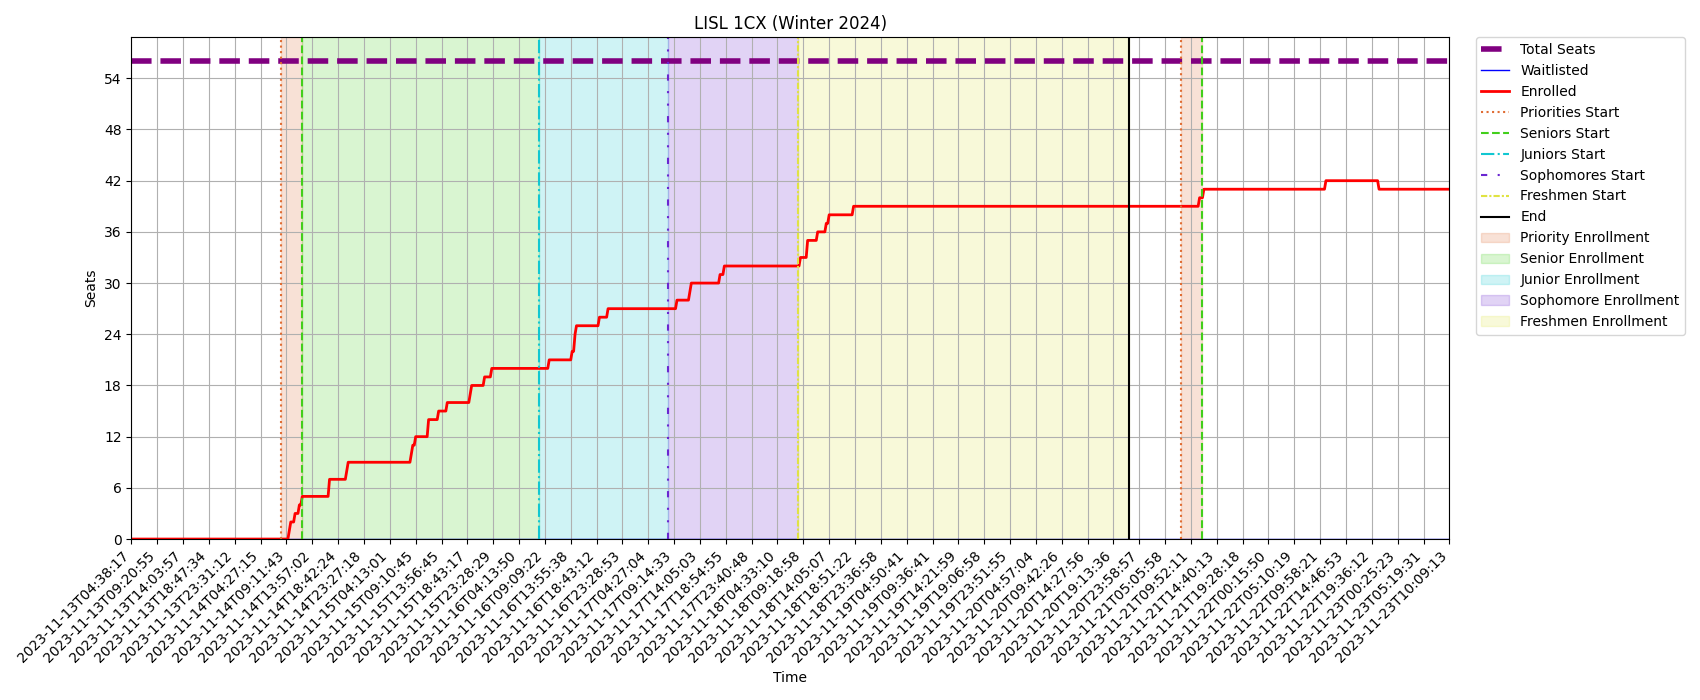 LISL 1CX (Winter 2024)
Seats
54
48
42
36
30
24
18
12
6
0
2023-11-13T04:38:17
2023-11-13T09:20:55
2023-11-13T14:03:57
2023-11-13T18:47:34
2023-11-13T23:31:12
2023-11-14T04:27:15
2023-11-14T09:11:43
2023-11-14T13:57:02
2023-11-14T18:42:24
2023-11-14T23:27:18
2023-11-15T04:13:01
2023-11-15T09:10:45
2023-11-15T13:56:45
2023-11-15T18:43:17
2023-11-15T23:28:29
2023-11-16T04:13:50
2023-11-16T09:09:22
2023-11-16T13:55:38
2023-11-16T18:43:12
2023-11-16T23:28:53
2023-11-17T04:27:04
2023-11-17T09:14:33
2023-11-17T14:05:03
2023-11-17T18:54:55
2023-11-17T23:40:48
2023-11-18T04:33:10
2023-11-18T09:18:58
2023-11-18T14:05:07
2023-11-18T18:51:22
2023-11-18T23:36:58
2023-11-19T04:50:41
2023-11-19T09:36:41
2023-11-19T14:21:59
2023-11-19T19:06:58
2023-11-19T23:51:55
2023-11-20T04:57:04
2023-11-20T09:42:26
2023-11-20T14:27:56
2023-11-20T19:13:36
2023-11-20T23:58:57
2023-11-21T05:05:58
2023-11-21T09:52:11
2023-11-21T14:40:13
2023-11-21T19:28:18
2023-11-22T00:15:50
2023-11-22T05:10:19
2023-11-22T09:58:21
2023-11-22T14:46:53
2023-11-22T19:36:12
2023-11-23T00:25:23
2023-11-23T05:19:31
2023-11-23T10:09:13
Time
Total Seats
Waitlisted
Enrolled
Priorities Start
Seniors Start
Juniors Start
Sophomores Start
Freshmen Start
End
Priority Enrollment
Senior Enrollment
Junior Enrollment
Sophomore Enrollment
Freshmen Enrollment